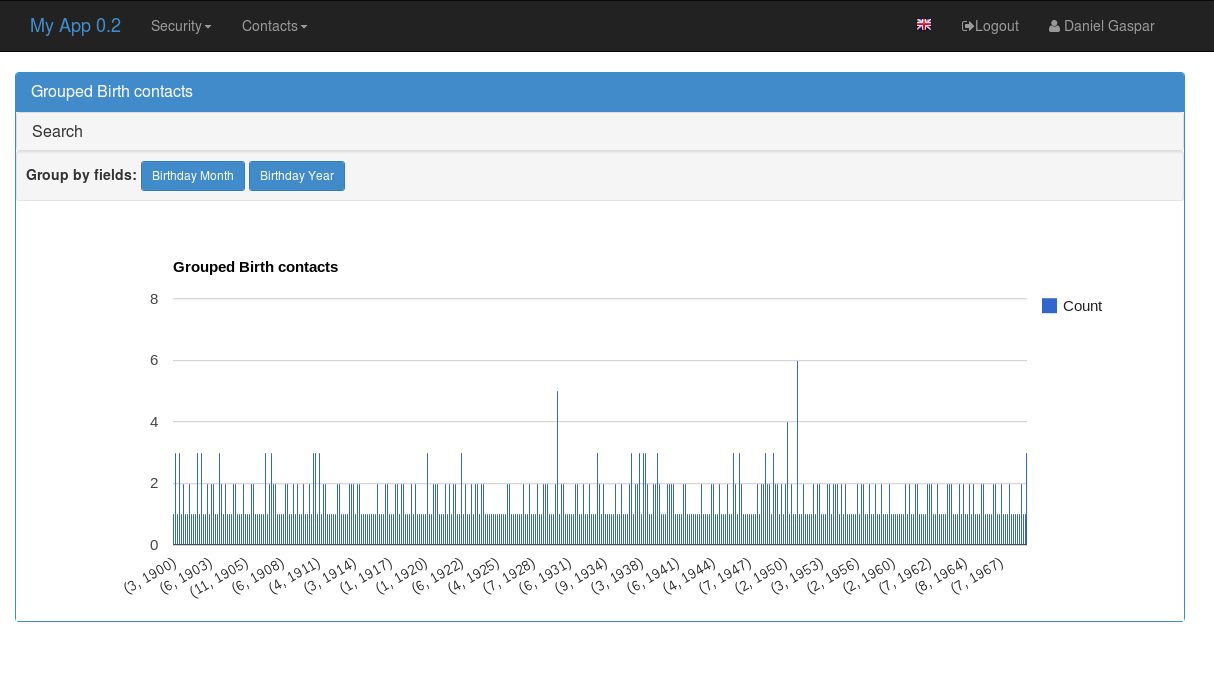 My App 0.2 Security Contacts Logout Daniel Gaspar
Grouped Birth contacts
Search
Group by fields: Birthday Month Birthday Year
Grouped Birth contacts
8
Count
6
4
2
0
(3, 1900) (6, 1903) (11, 1905) (6, 1908) (4, 1911) (3, 1914) (1, 1917) (1, 1920) (6, 1922) (4, 1925) (7, 1928) (6, 1931) (9, 1934) (3, 1938) (6, 1941) (4, 1944) (7, 1947) (2, 1950) (3, 1953) (2, 1956) (2, 1960) (7, 1962) (8, 1964) (7, 1967)